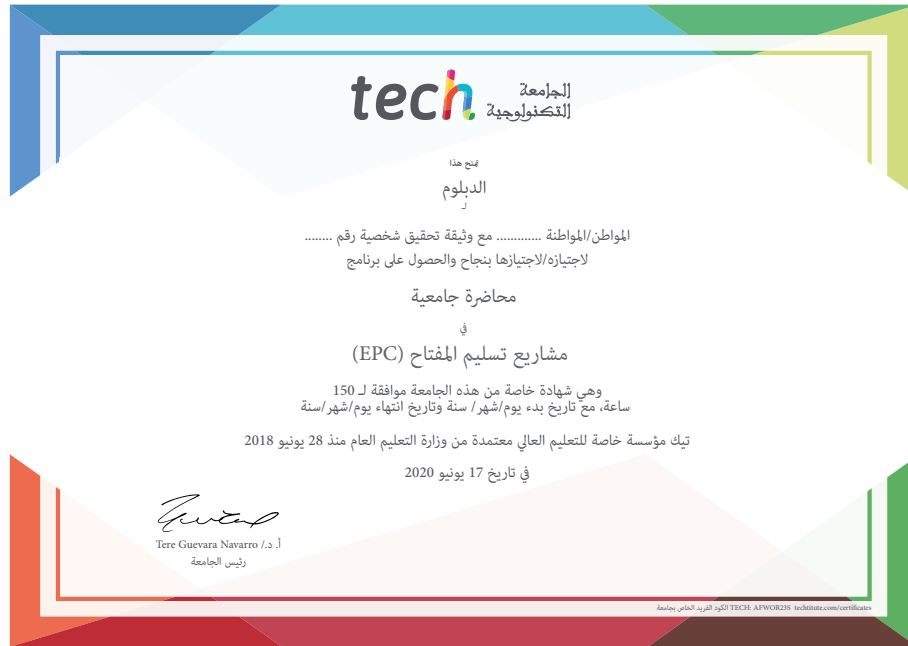 tech الجامعة
التكنولوجية
يمنح هذا
الدبلوم
لـ
المواطن/المواطنة ............. مع وثيقة تحقيق شخصية رقم ........
لاجتيازه/لاجتيازها بنجاح والحصول على برنامج
محاضرة جامعية
في
مشاريع تسليم المفتاح (EPC)
وهي شهادة خاصة من هذه الجامعة موافقة لـ 150
ساعة، مع تاريخ بدء يوم/شهر/ سنة وتاريخ انتهاء يوم/شهر/سنة
تيك مؤسسة خاصة للتعليم العالي معتمدة من وزارة التعليم العام منذ 28 يونيو 2018
في تاريخ 17 يونيو 2020
أ. د./ Tere Guevara Navarro
رئيس الجامعة
الكود الفريد الخاص بجامعة TECH: AFWOR23S techtitute.com/certificates